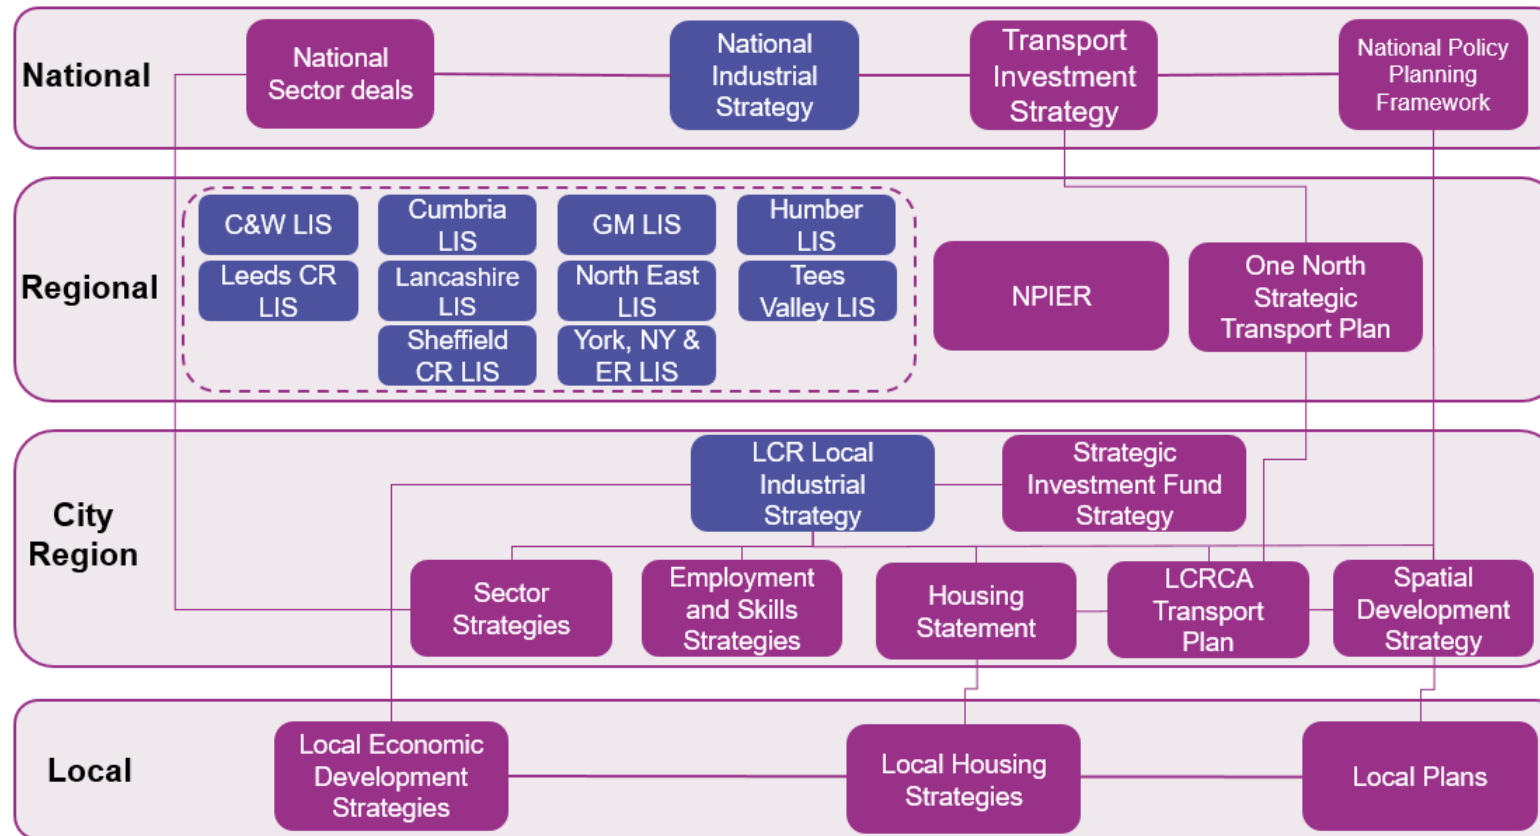 National
National
Sector deals
National
Industrial
Strategy
Transport
Investment
Strategy
National Policy
Planning
Framework
Regional
C&W LIS
Cumbria
LIS
GM LIS
Humber
LIS
Leeds CR
LIS
Lancashire
LIS
North East
LIS
Tees
Valley LIS
Sheffield
CR LIS
York, NY &
ER LIS
NPIER
One North
Strategic
Transport Plan
City
Region
LCR Local
Industrial
Strategy
Strategic
Investment Fund
Strategy
Sector
Strategies
Employment
and Skills
Strategies
Housing
Statement
LCRCA
Transport
Plan
Spatial
Development
Strategy
Local
Local Economic
Development
Strategies
Local Housing
Strategies
Local Plans